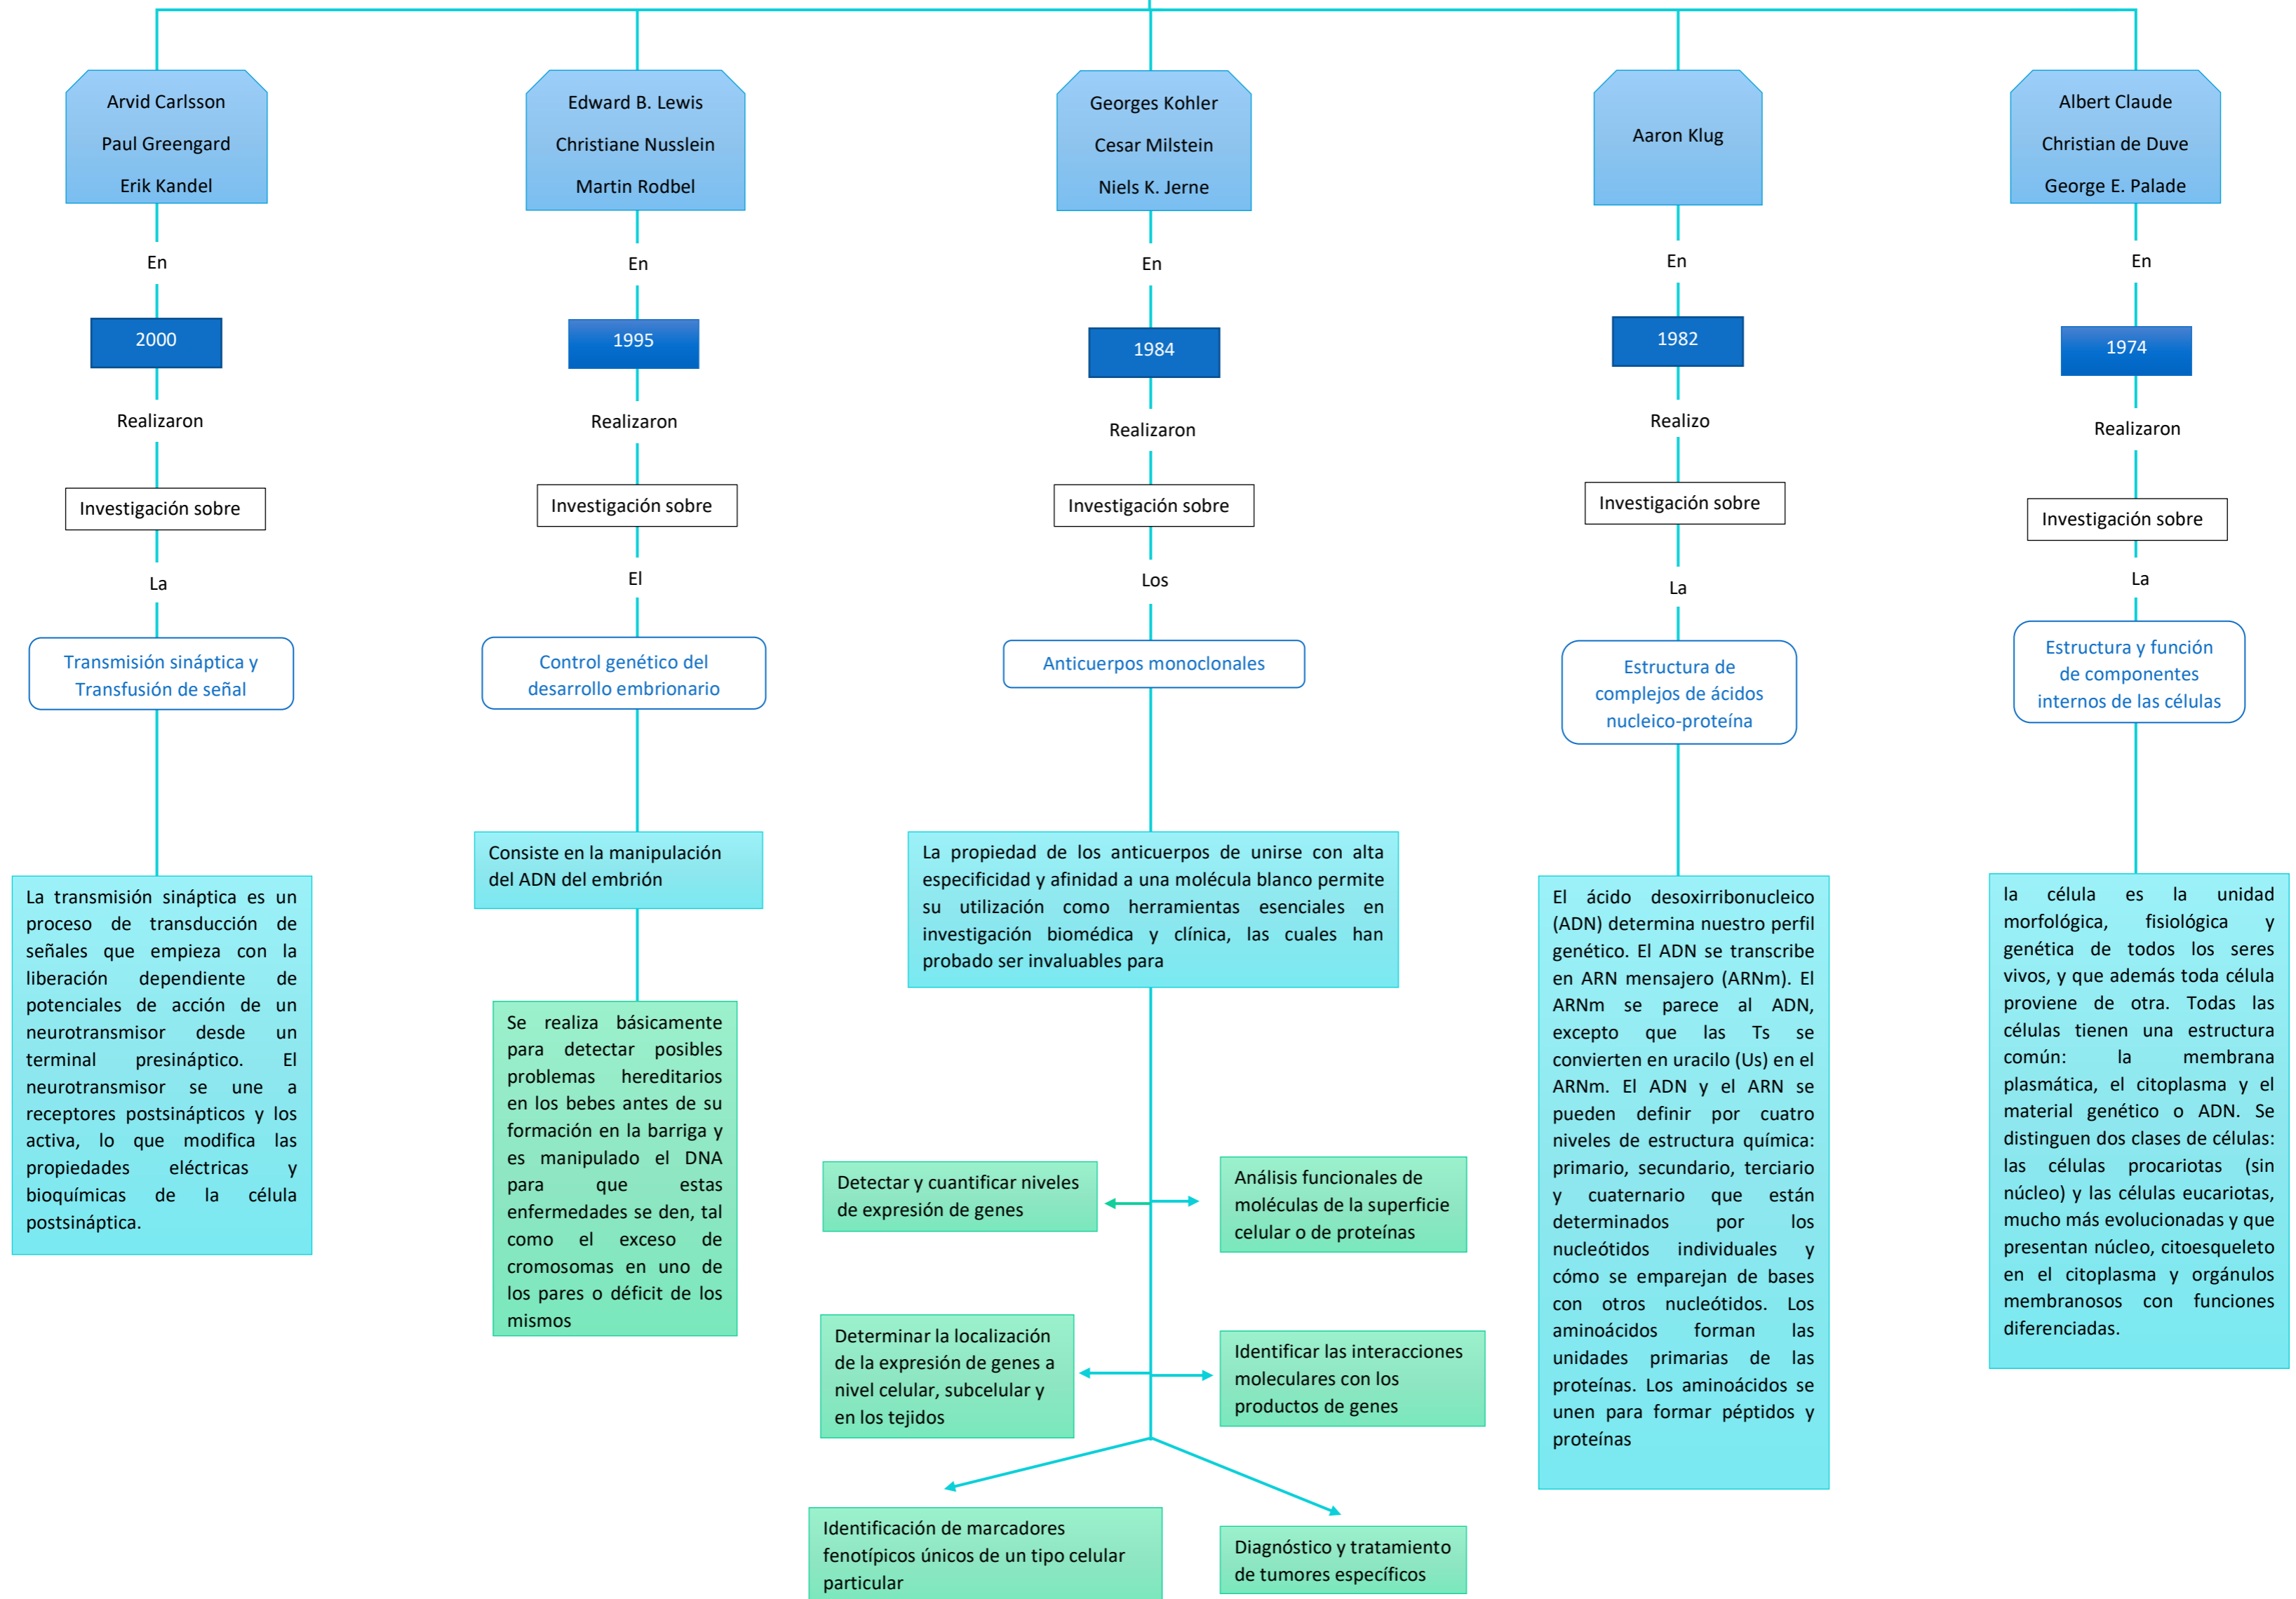 Arvid Carlsson
Paul Greengard
Erik Kandel
En
2000
Realizaron
Investigación sobre
La
Transmisión sináptica y
Transfusión de señal
La transmisión sináptica es un
proceso de transducción de
señales que empieza con la
liberación dependiente de
potenciales de acción de un
neurotransmisor desde un
terminal presináptico. El
neurotransmisor se une a
receptores postsinápticos y los
activa, lo que modifica las
propiedades eléctricas y
bioquímicas de la célula
postsináptica.
Edward B. Lewis
Christiane Nusslein
Martin Rodbel
En
1995
Realizaron
Investigación sobre
El
Control genético del
desarrollo embrionario
Consiste en la manipulación
del ADN del embrión
Se realiza básicamente
para detectar posibles
problemas hereditarios
en los bebes antes de su
formación en la barriga y
es manipulado el DNA
para que estas
enfermedades se den, tal
como el exceso de
cromosomas en uno de
los pares o déficit de los
mismos
Georges Kohler
Cesar Milstein
Niels K. Jerne
En
1984
Realizaron
Investigación sobre
Los
Anticuerpos monoclonales
La propiedad de los anticuerpos de unirse con alta
especificidad y afinidad a una molécula blanco permite
su utilización como herramientas esenciales en
investigación biomédica y clínica, las cuales han
probado ser invaluables para
Detectar y cuantificar niveles
de expresión de genes
Análisis funcionales de
moléculas de la superficie
celular o de proteínas
Determinar la localización
de la expresión de genes a
nivel celular, subcelular y
en los tejidos
Identificar las interacciones
moleculares con los
productos de genes
Identificación de marcadores
fenotípicos únicos de un tipo celular
particular
Diagnóstico y tratamiento
de tumores específicos
Aaron Klug
En
1982
Realizo
Investigación sobre
La
Estructura de
complejos de ácidos
nucleico-proteína
El ácido desoxirribonucleico
(ADN) determina nuestro perfil
genético. El ADN se transcribe
en ARN mensajero (ARNm). El
ARNm se parece al ADN,
excepto que las Ts se
convierten en uracilo (Us) en el
ARNm. El ADN y el ARN se
pueden definir por cuatro
niveles de estructura química:
primario, secundario, terciario
y cuaternario que están
determinados por los
nucleótidos individuales y
cómo se emparejan de bases
con otros nucleótidos. Los
aminoácidos forman las
unidades primarias de las
proteínas. Los aminoácidos se
unen para formar péptidos y
proteínas
Albert Claude
Christian de Duve
George E. Palade
En
1974
Realizaron
Investigación sobre
La
Estructura y función
de componentes
internos de las células
la célula es la unidad
morfológica, fisiológica y
genética de todos los seres
vivos, y que además toda célula
proviene de otra. Todas las
células tienen una estructura
común: la membrana
plasmática, el citoplasma y el
material genético o ADN. Se
distinguen dos clases de células:
las células procariotas (sin
núcleo) y las células eucariotas,
mucho más evolucionadas y que
presentan núcleo, citoesqueleto
en el citoplasma y orgánulos
membranosos con funciones
diferenciadas.